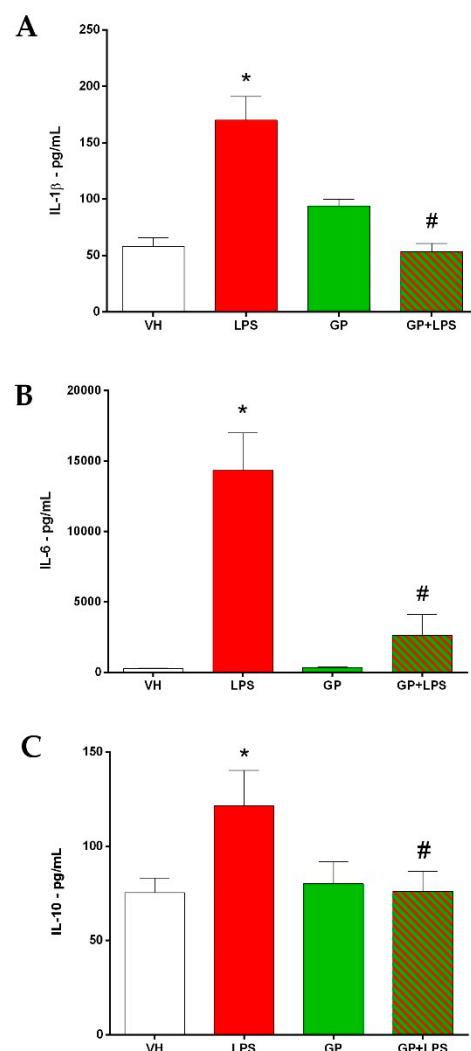 A
250
200
150
100
50
0
IL-1β - pg/mL
*
#
VH LPS GP GP+LPS
B
20000
15000
10000
5000
0
IL-6 - pg/mL
*
#
VH LPS GP GP+LPS
C
150
100
50
0
IL-10 - pg/mL
*
#
VH LPS GP GP+LPS